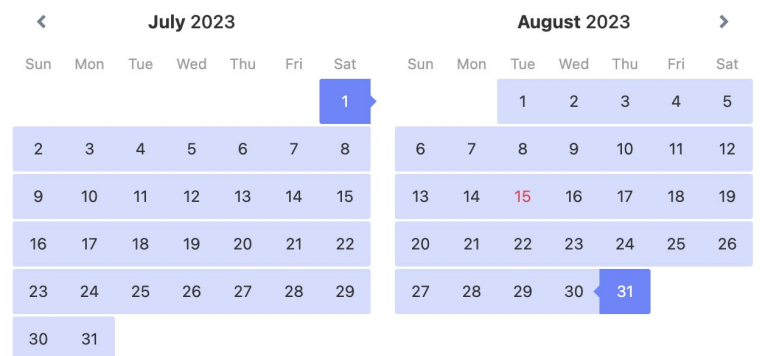 July 2023
Sun Mon Tue Wed Thu Fri Sat
1
2 3 4 5 6 7 8
9 10 11 12 13 14 15
16 17 18 19 20 21 22
23 24 25 26 27 28 29
30 31
August 2023
Sun Mon Tue Wed Thu Fri Sat
1 2 3 4 5
6 7 8 9 10 11 12
13 14 15 16 17 18 19
20 21 22 23 24 25 26
27 28 29 30 31